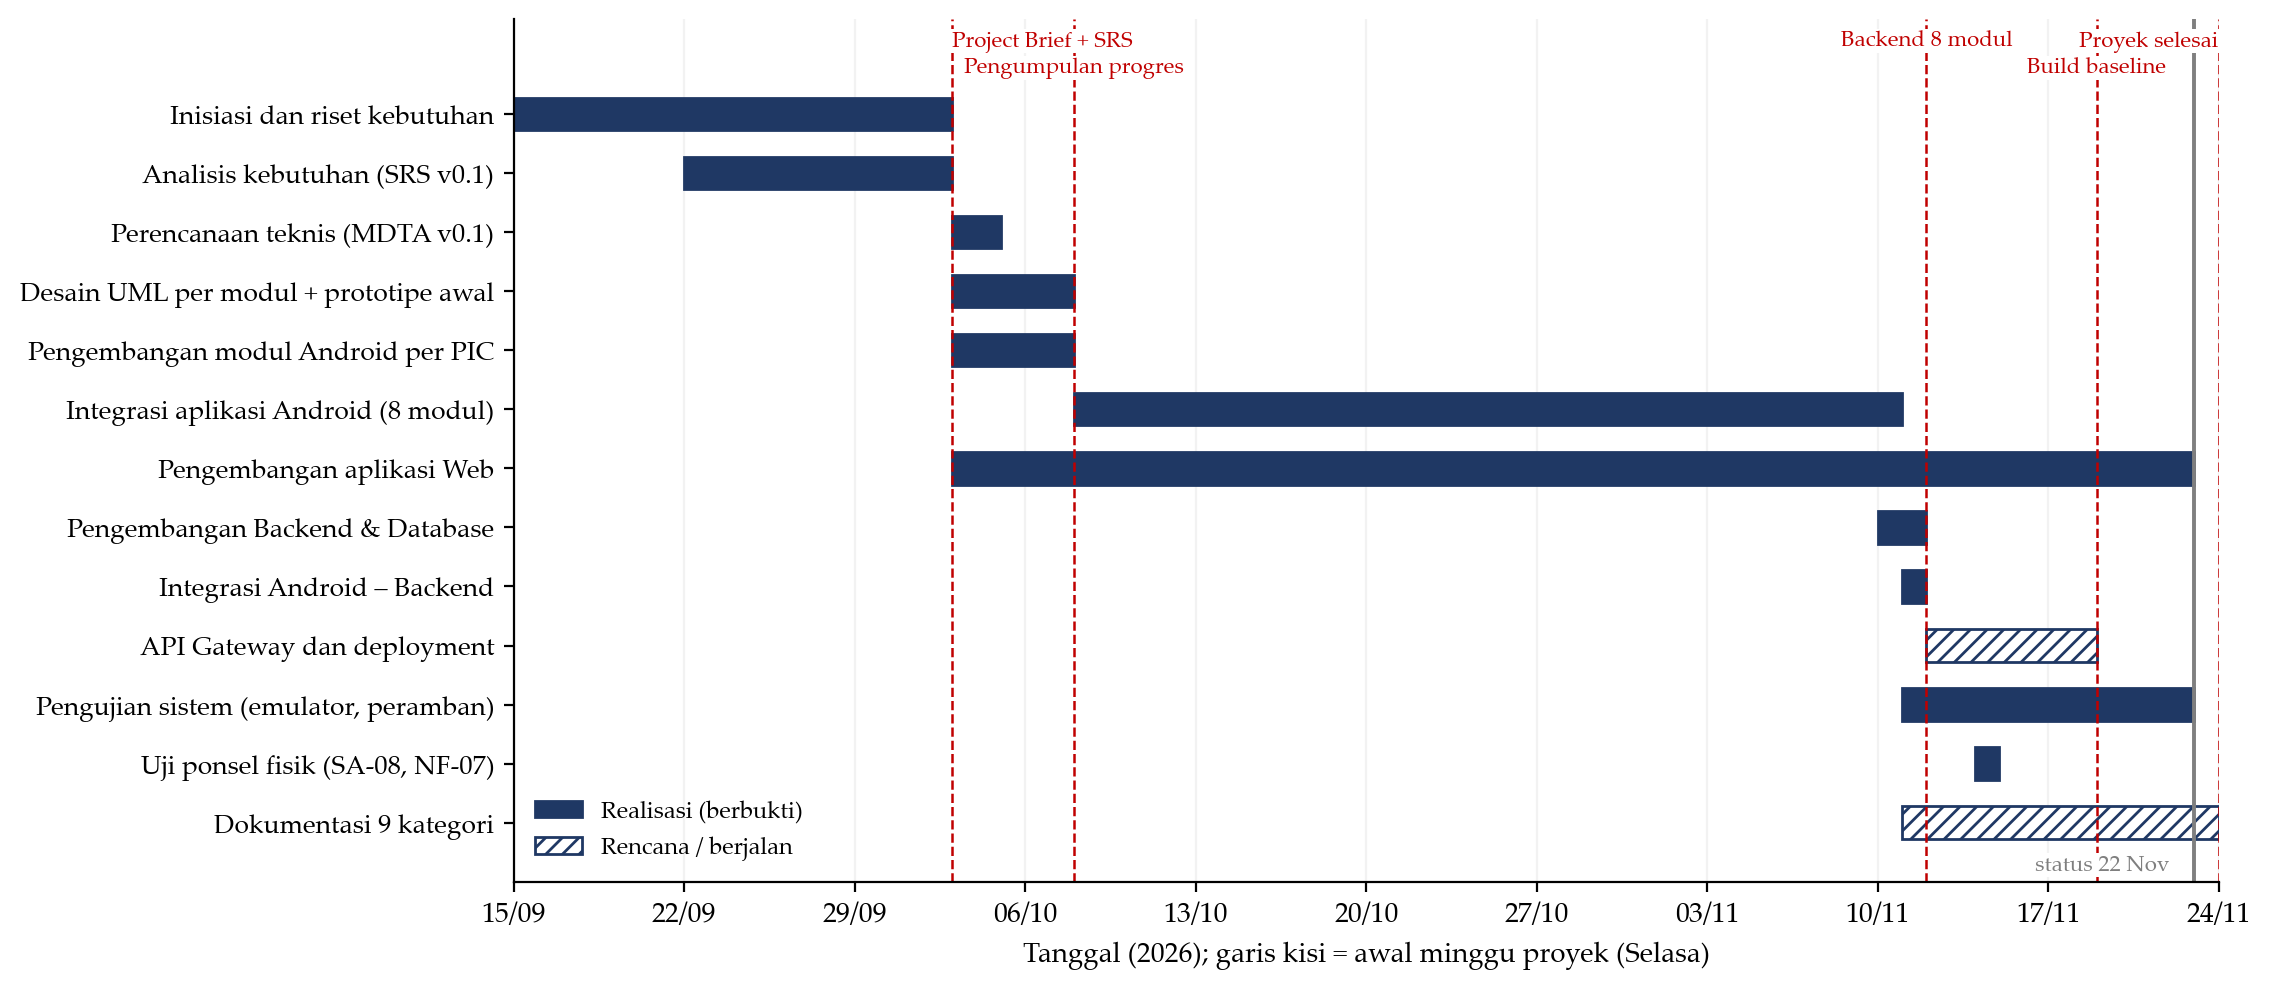 Project Brief + SRS
Backend 8 modul
Proyek selesai
Pengumpulan progres
Build baseline
Inisiasi dan riset kebutuhan
Analisis kebutuhan (SRS v0.1)
Perencanaan teknis (MDTA v0.1)
Desain UML per modul + prototipe awal
Pengembangan modul Android per PIC
Integrasi aplikasi Android (8 modul)
Pengembangan aplikasi Web
Pengembangan Backend & Database
Integrasi Android – Backend
API Gateway dan deployment
Pengujian sistem (emulator, peramban)
Uji ponsel fisik (SA-08, NF-07)
Dokumentasi 9 kategori
Realisasi (berbukti)
Rencana / berjalan
status 22 Nov
15/09 22/09 29/09 06/10 13/10 20/10 27/10 03/11 10/11 17/11 24/11
Tanggal (2026); garis kisi = awal minggu proyek (Selasa)